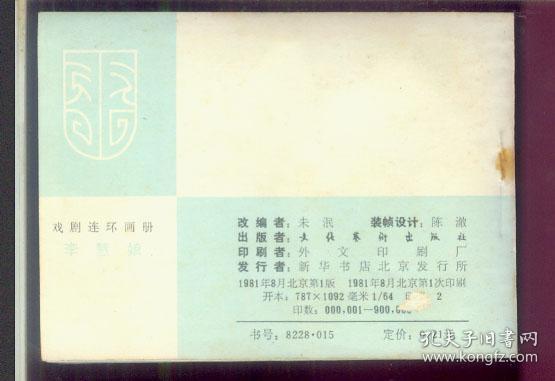 戏剧连环画册
李慧娘
改编者：朱泯 装帧设计：陈澈
出版者：文化艺术出版社
印刷者：外文印刷厂
发行者：新华书店北京发行所
1981年8月北京第1版 1981年8月北京第1次印刷
开本：787×1092毫米1/64 2
印数：000,001—900,000
书号：8228·015 定价：
孔夫子旧书网
www.kongfz.com